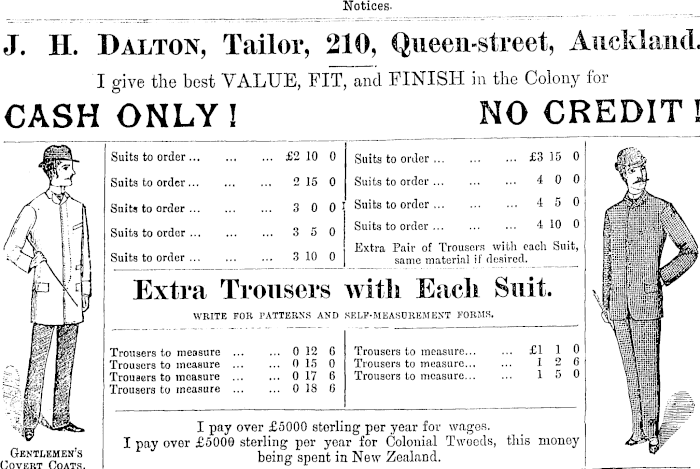 Notices.
J. H. DALTON, Tailor, 210, Queen-street, Auckland.
I give the best VALUE, FIT, and FINISH in the Colony for
CASH ONLY! NO CREDIT!
Suits to order ... ... ... £2 10 0
Suits to order ... ... ... 2 15 0
Suits to order ... ... ... 3 0 0
Suits to order ... ... ... 3 5 0
Suits to order ... ... ... 3 10 0
Suits to order ... ... ... £3 15 0
Suits to order ... ... ... 4 0 0
Suits to order ... ... ... 4 5 0
Suits to order ... ... ... 4 10 0
Extra Pair of Trousers with each Suit,
same material if desired.
Extra Trousers with Each Suit.
WRITE FOR PATTERNS AND SELF-MEASUREMENT FORMS.
Trousers to measure ... ... 0 12 6
Trousers to measure ... ... 0 15 0
Trousers to measure ... ... 0 17 6
Trousers to measure ... ... 0 18 6
Trousers to measure... ... £1 1 0
Trousers to measure... ... 1 2 6
Trousers to measure... ... 1 5 0
I pay over £5000 sterling per year for wages.
I pay over £5000 sterling per year for Colonial Tweeds, this money
being spent in New Zealand.
GENTLEMEN'S
COVERT COATS.